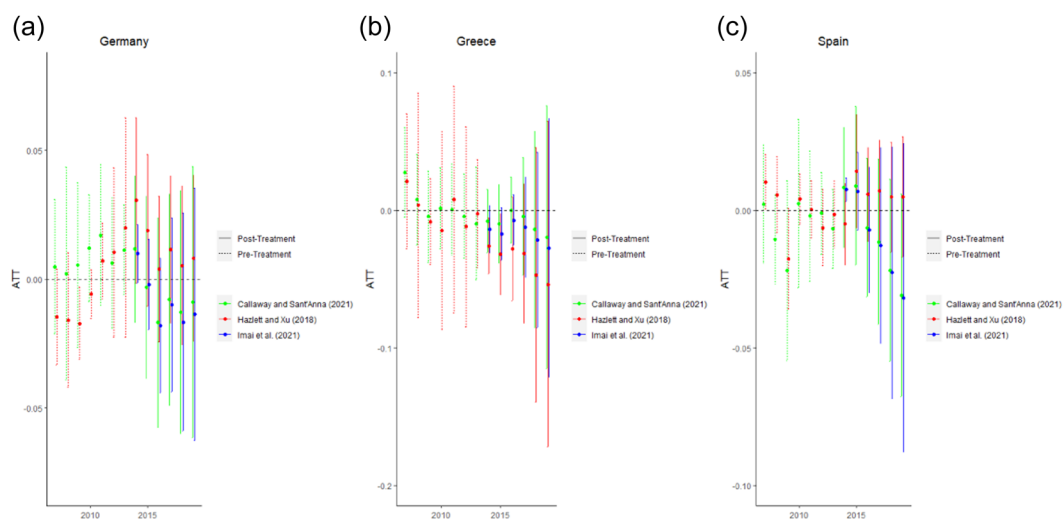 (a)
Germany
ATT
0.05
0.00
-0.05
2010
2015
Post-Treatment
Pre-Treatment
Callaway and Sant'Anna (2021)
Hazlett and Xu (2018)
Imai et al. (2021)
(b)
Greece
ATT
0.1
0.0
-0.1
-0.2
2010
2015
Post-Treatment
Pre-Treatment
Callaway and Sant'Anna (2021)
Hazlett and Xu (2018)
Imai et al. (2021)
(c)
Spain
ATT
0.05
0.00
-0.05
-0.10
2010
2015
Post-Treatment
Pre-Treatment
Callaway and Sant'Anna (2021)
Hazlett and Xu (2018)
Imai et al. (2021)